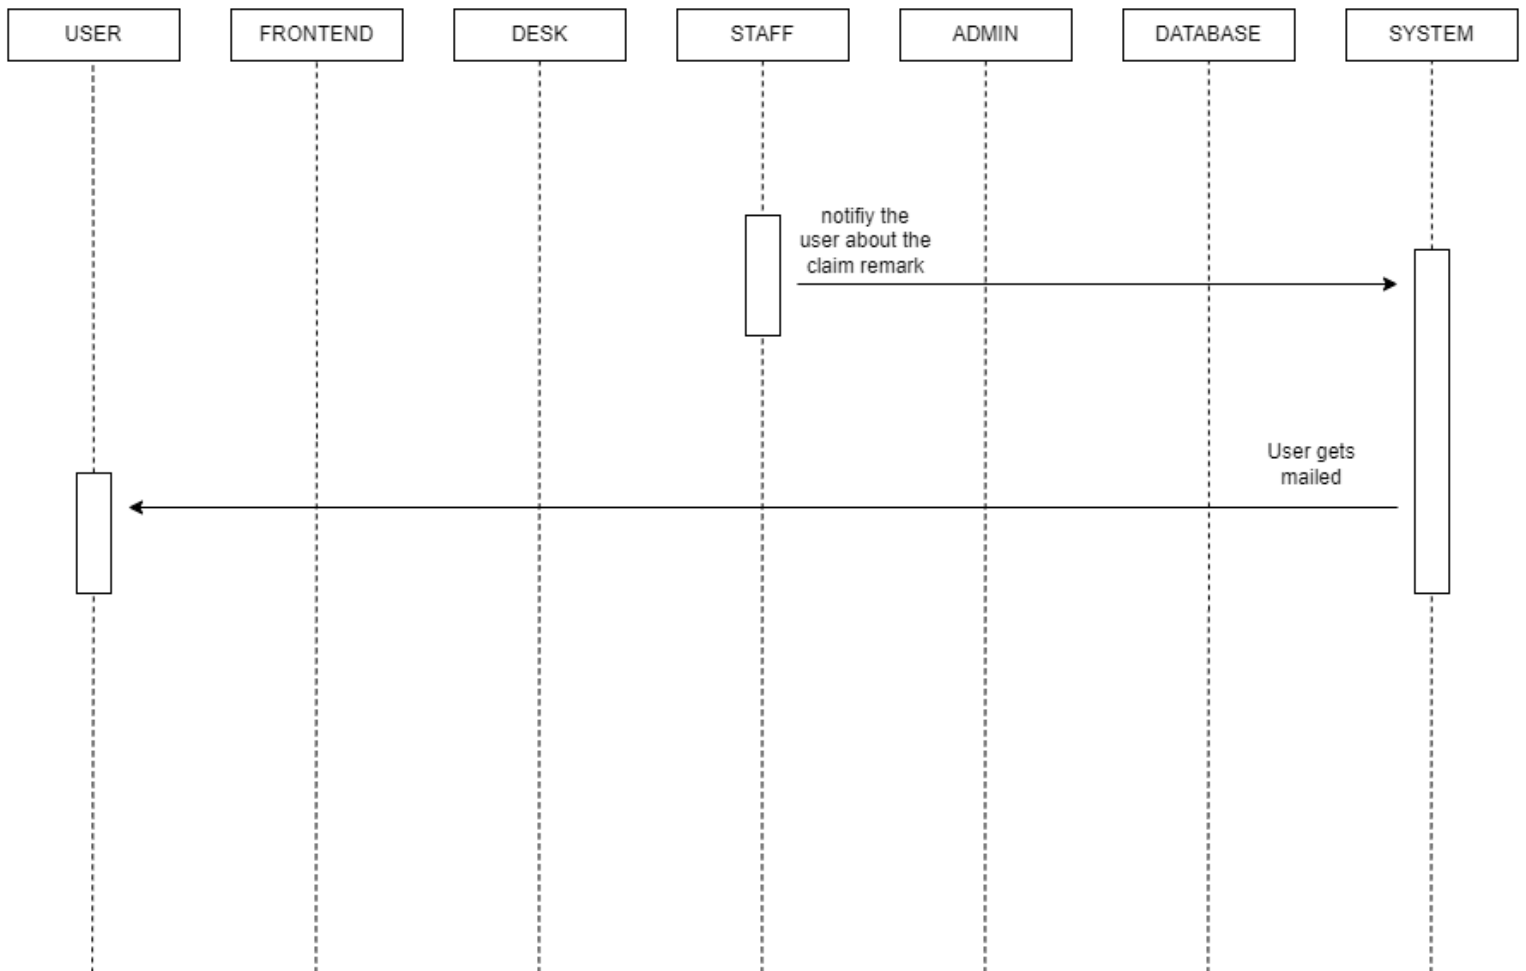 USER
FRONTEND
DESK
STAFF
ADMIN
DATABASE
SYSTEM
notifiy the
user about the
claim remark
User gets
mailed